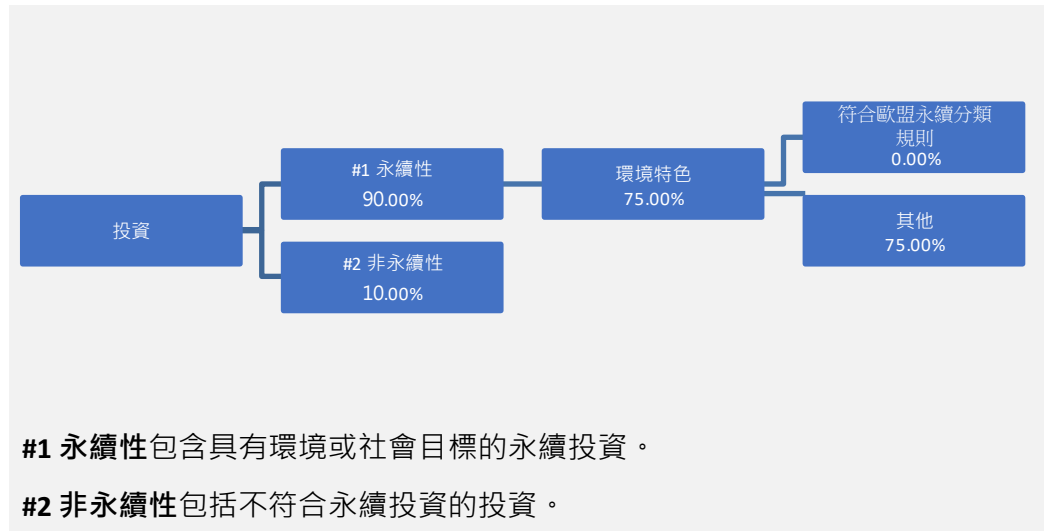 投資
#1 永續性
90.00%
#2 非永續性
10.00%
環境特色
75.00%
符合歐盟永續分類
規則
0.00%
其他
75.00%
#1 永續性包含具有環境或社會目標的永續投資。
#2 非永續性包括不符合永續投資的投資。